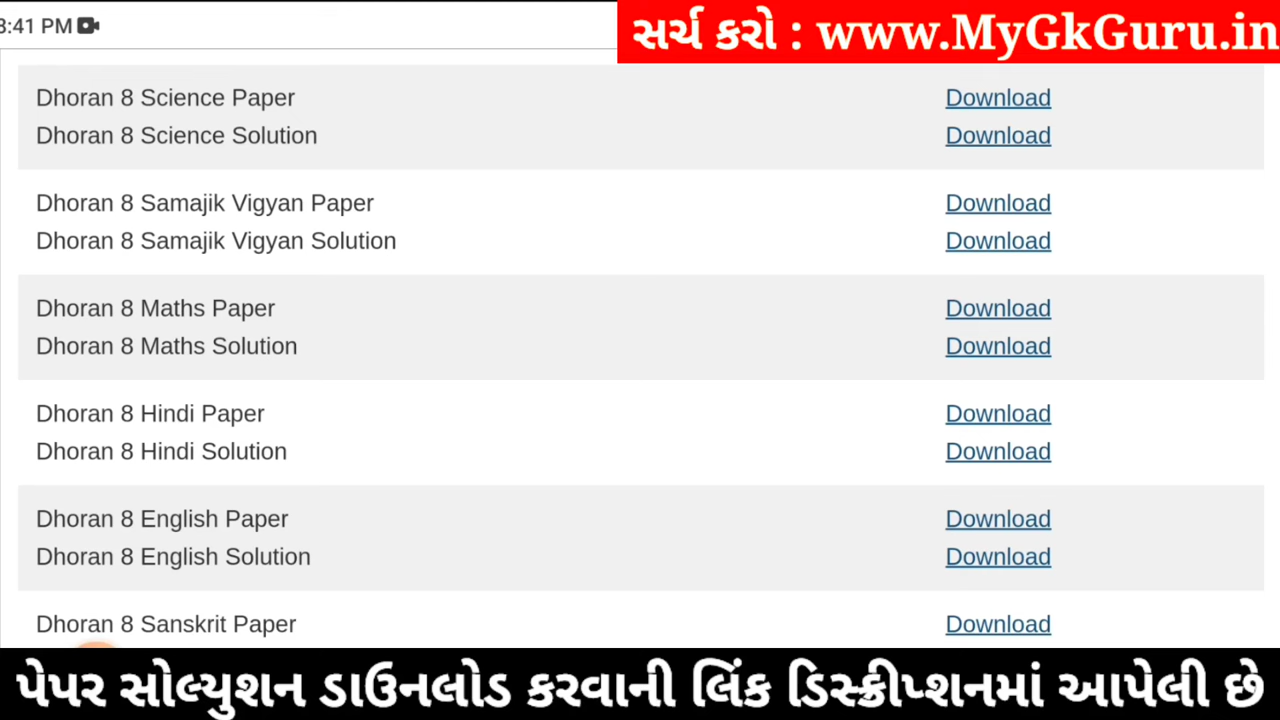 8:41 PM
સર્ચ કરો : www.MyGkGuru.in
Dhoran 8 Science Paper Download
Dhoran 8 Science Solution Download
Dhoran 8 Samajik Vigyan Paper Download
Dhoran 8 Samajik Vigyan Solution Download
Dhoran 8 Maths Paper Download
Dhoran 8 Maths Solution Download
Dhoran 8 Hindi Paper Download
Dhoran 8 Hindi Solution Download
Dhoran 8 English Paper Download
Dhoran 8 English Solution Download
Dhoran 8 Sanskrit Paper Download
પેપર સોલ્યુશન ડાઉનલોડ કરવાની લિંક ડિસ્ક્રીપ્શનમાં આપેલી છે